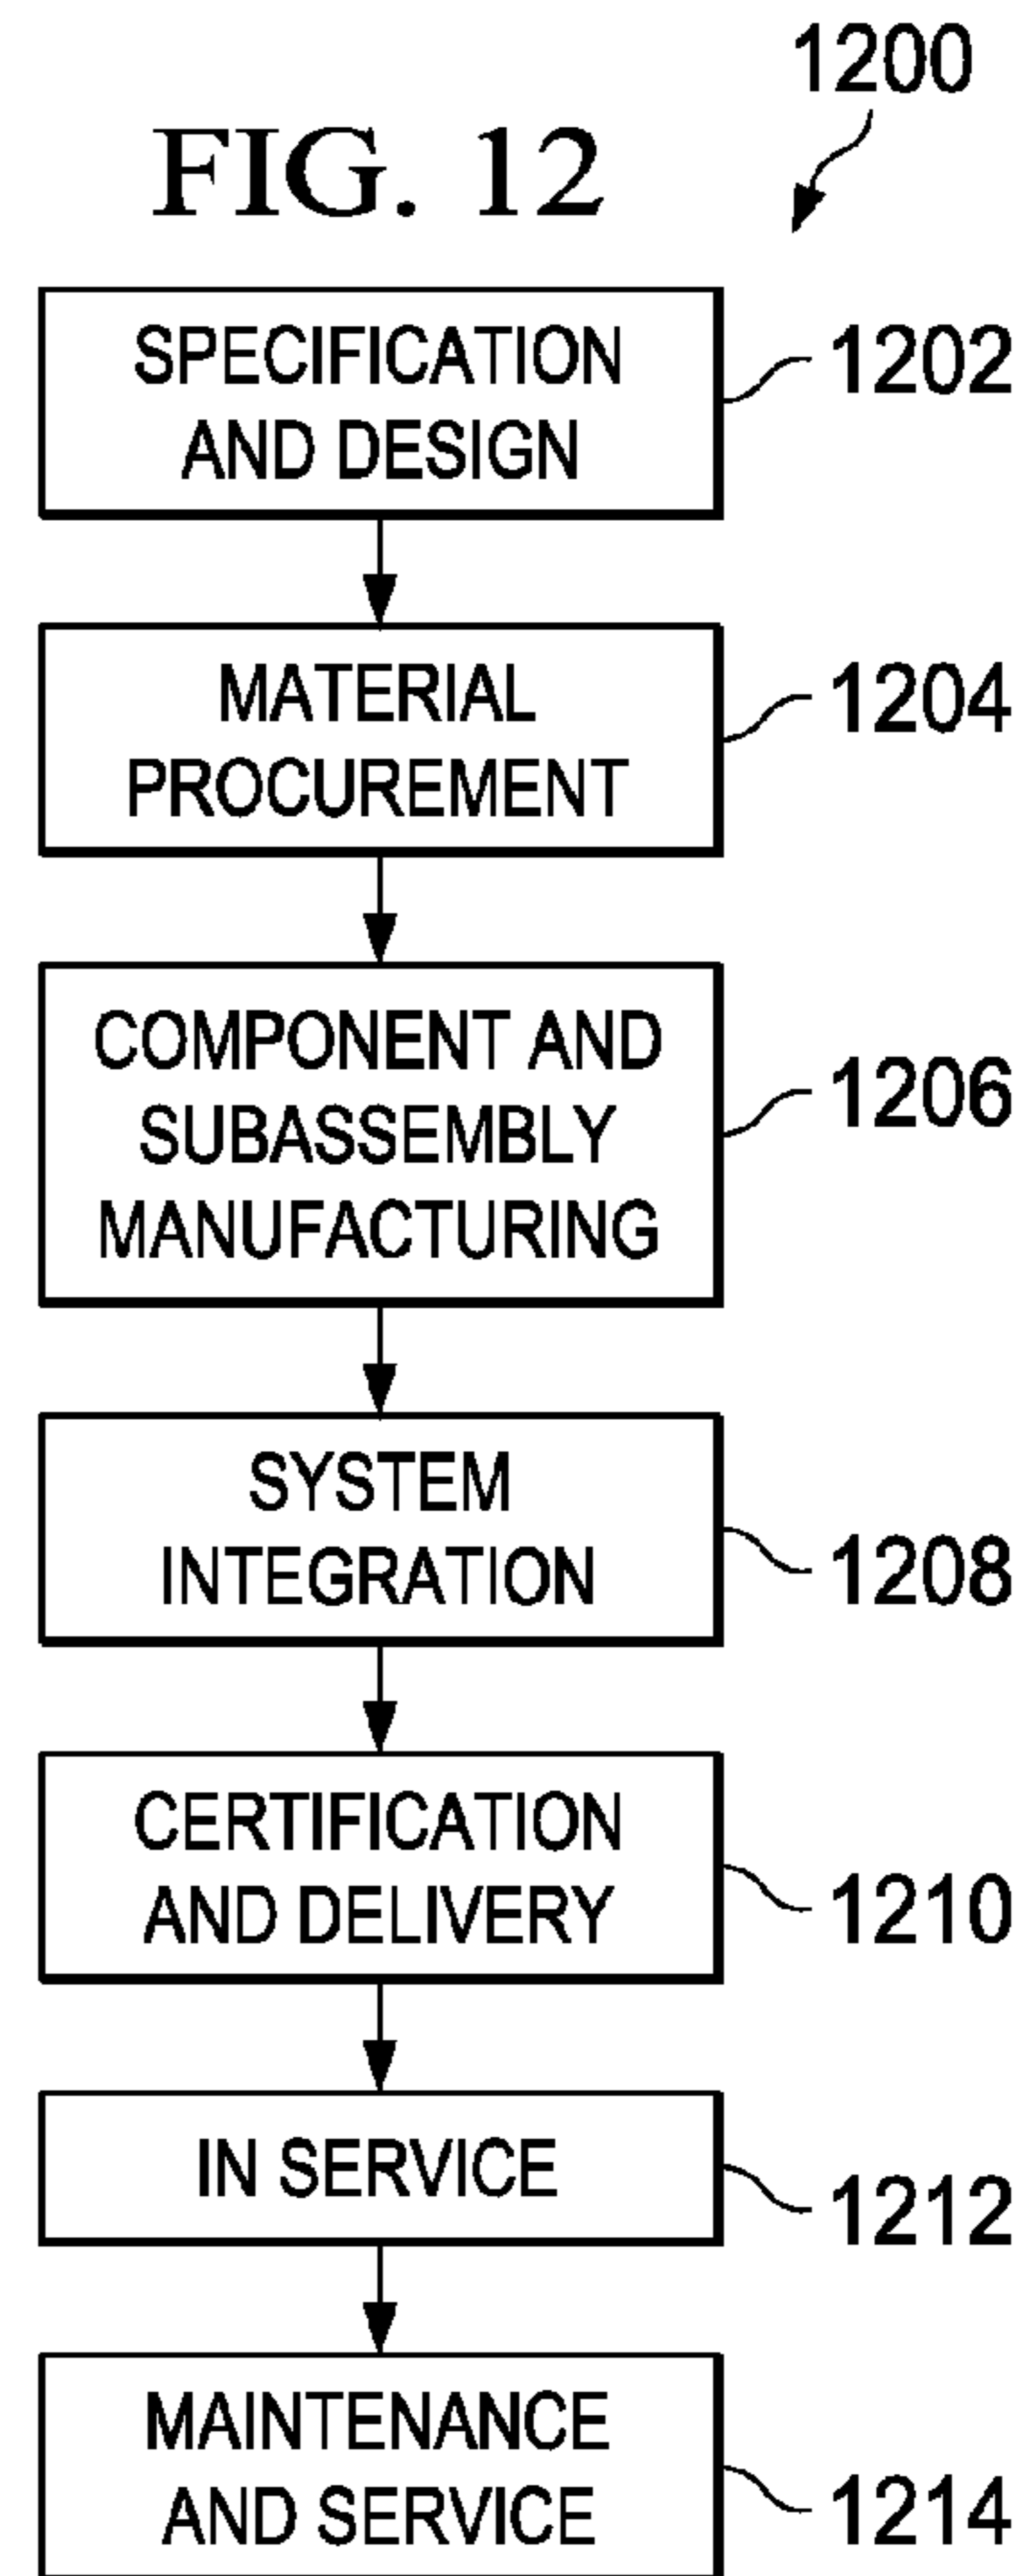 1200
FIG. 12
SPECIFICATION
AND DESIGN
1202
MATERIAL
PROCUREMENT
1204
COMPONENT AND
SUBASSEMBLY
MANUFACTURING
1206
SYSTEM
INTEGRATION
1208
CERTIFICATION
AND DELIVERY
1210
IN SERVICE
1212
MAINTENANCE
AND SERVICE
1214